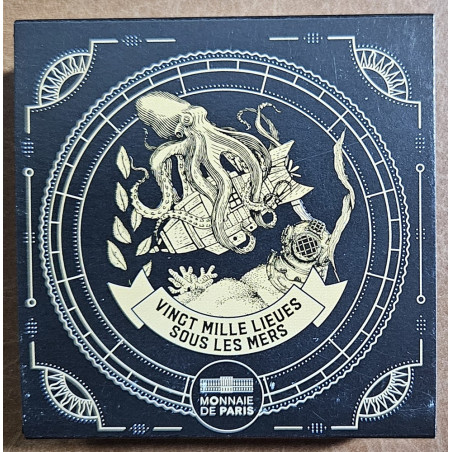 VINGT MILLE LIEUES
SOUS LES MERS
MONNAIE
DE PARIS